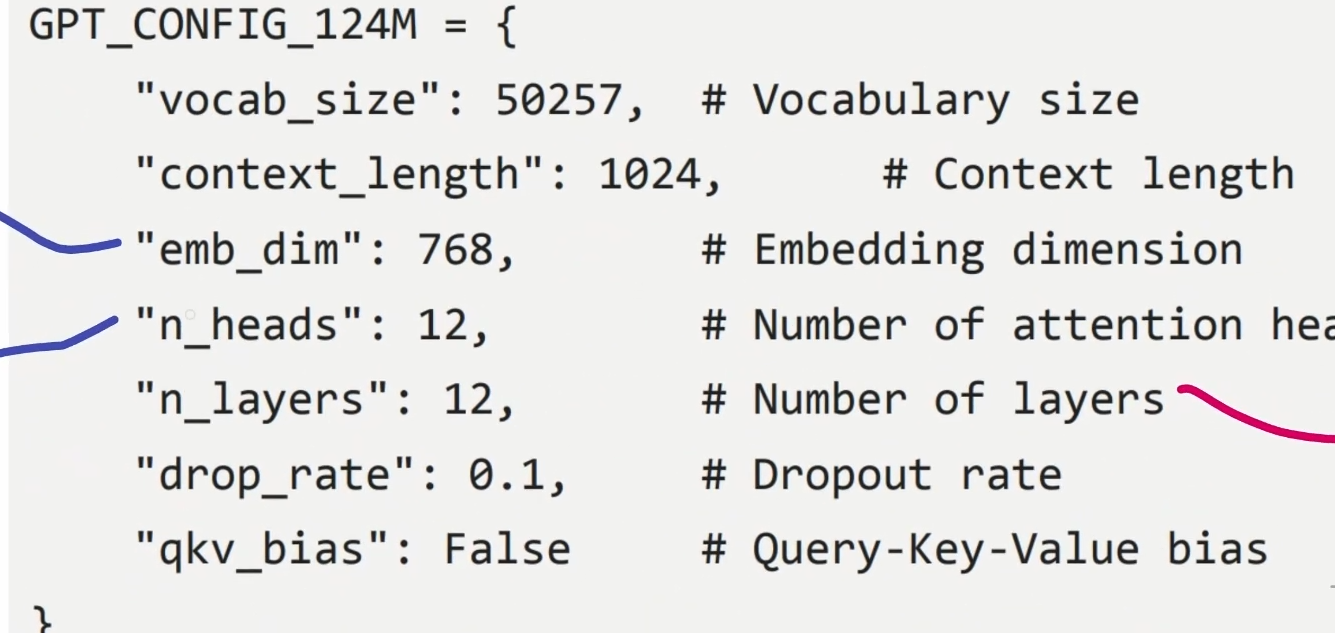 GPT_CONFIG_124M = {
"vocab_size": 50257, # Vocabulary size
"context_length": 1024, # Context length
"emb_dim": 768, # Embedding dimension
"n_heads": 12, # Number of attention hea
"n_layers": 12, # Number of layers
"drop_rate": 0.1, # Dropout rate
"qkv_bias": False # Query-Key-Value bias
}